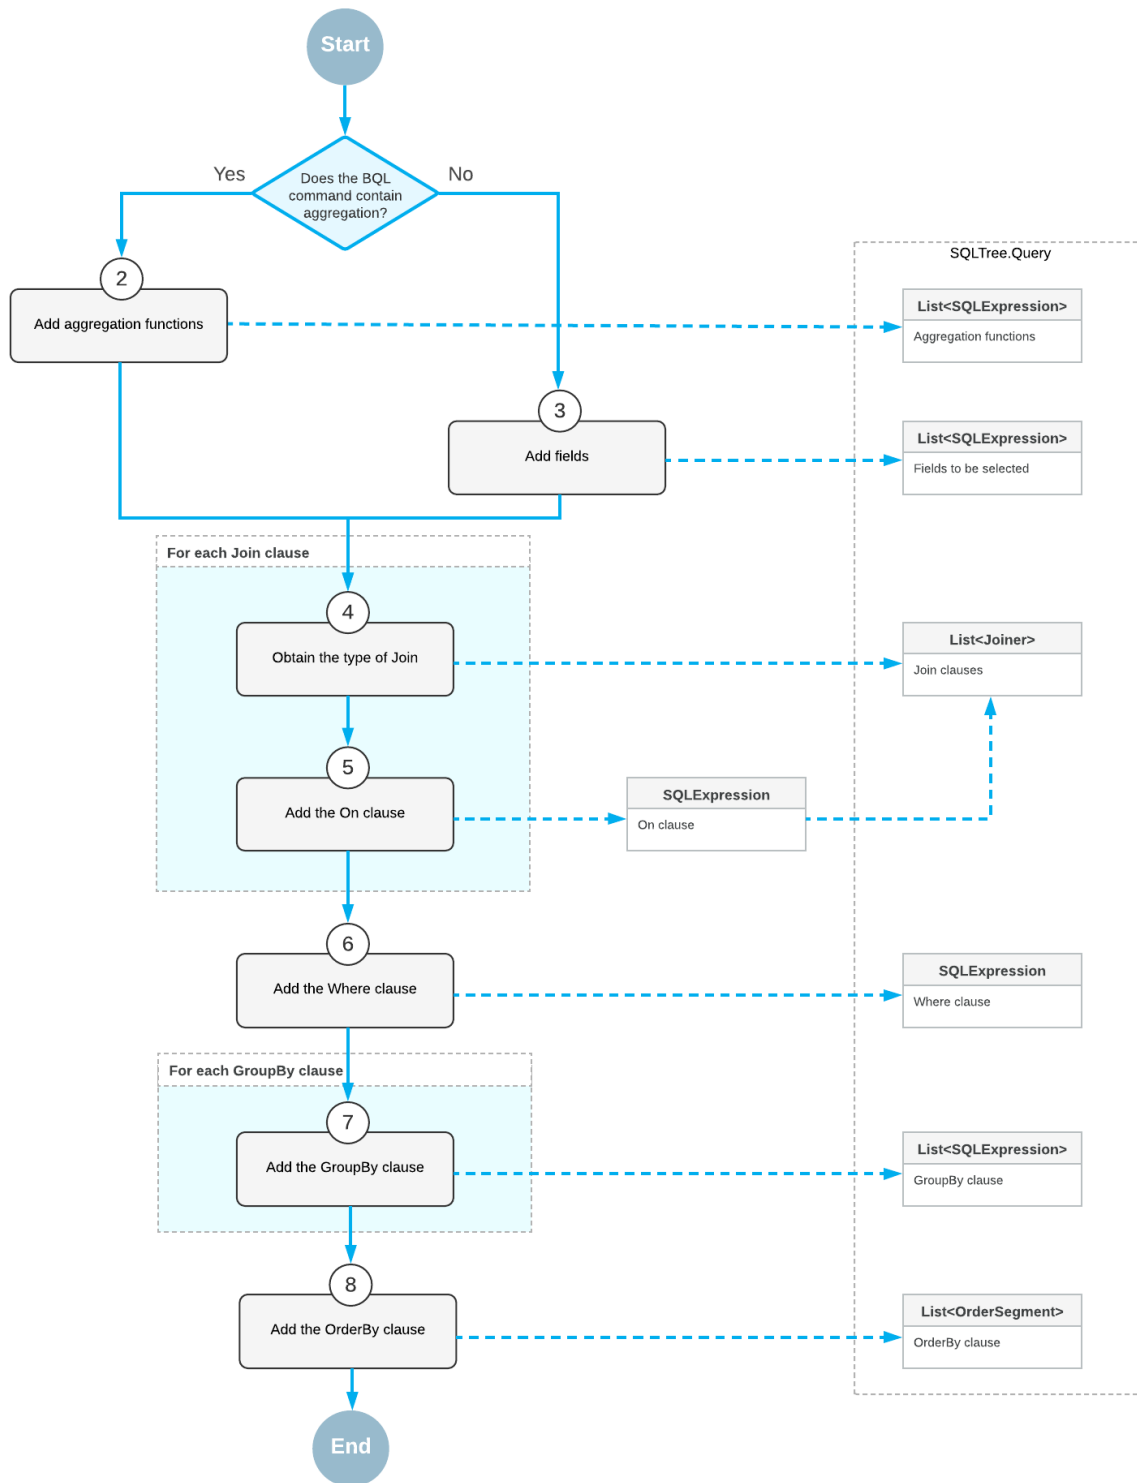 Start
Yes
No
Does the BQL
command contain
aggregation?
SQLTree.Query
2
Add aggregation functions
List<SQLExpression>
Aggregation functions
3
Add fields
List<SQLExpression>
Fields to be selected
For each Join clause
4
Obtain the type of Join
List<Joiner>
Join clauses
5
Add the On clause
SQLExpression
On clause
6
Add the Where clause
SQLExpression
Where clause
For each GroupBy clause
7
Add the GroupBy clause
List<SQLExpression>
GroupBy clause
8
Add the OrderBy clause
List<OrderSegment>
OrderBy clause
End